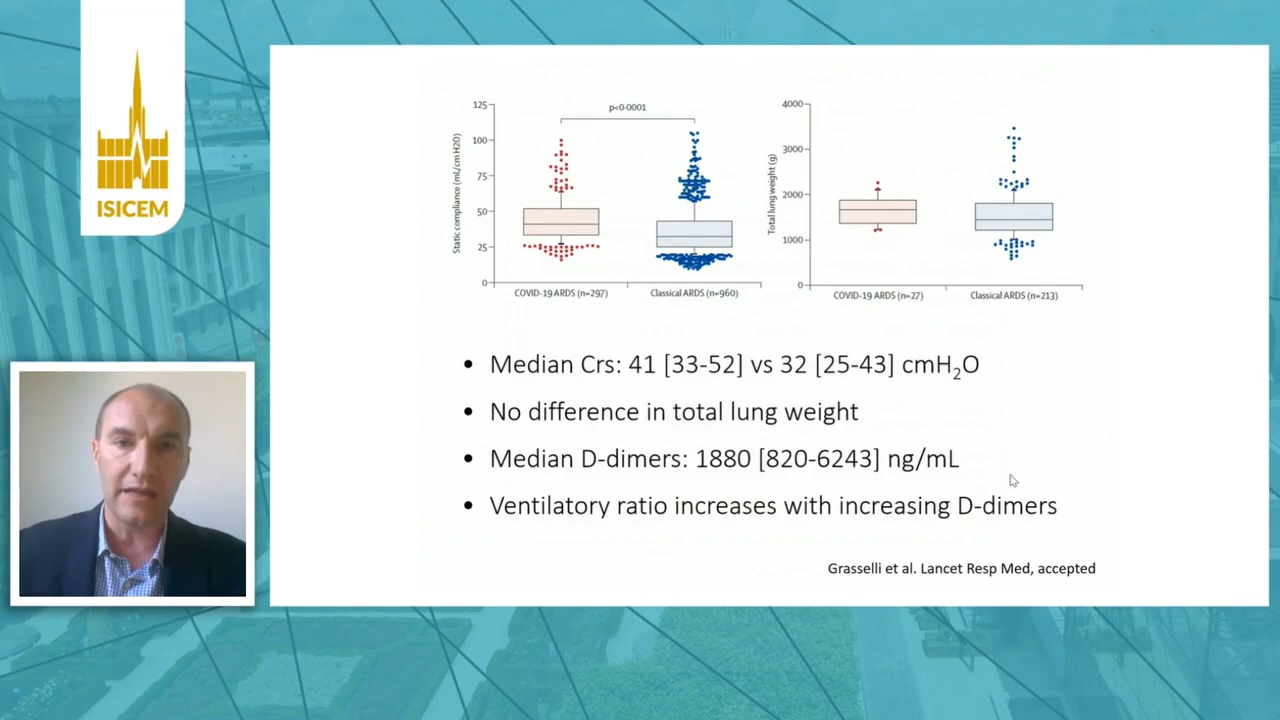 ISICEM
125
100
75
50
25
0
Static compliance (mL/cm H2O)
p<0·0001
COVID-19 ARDS (n=297)
Classical ARDS (n=960)
4000
3000
2000
1000
0
Total lung weight (g)
COVID-19 ARDS (n=27)
Classical ARDS (n=213)
• Median Crs: 41 [33-52] vs 32 [25-43] cmH₂O
• No difference in total lung weight
• Median D-dimers: 1880 [820-6243] ng/mL
• Ventilatory ratio increases with increasing D-dimers
Grasselli et al. Lancet Resp Med, accepted